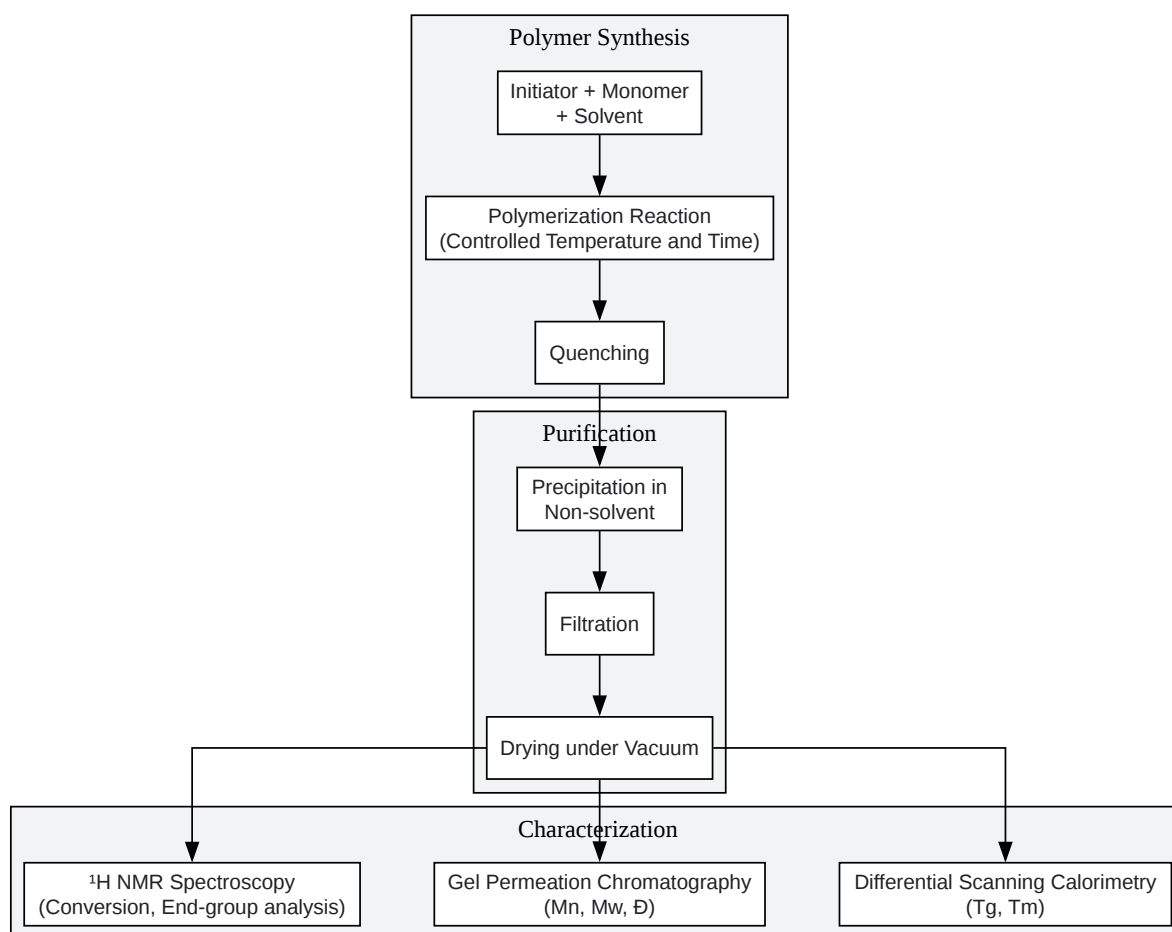 Polymer Synthesis
Initiator + Monomer
+ Solvent
Polymerization Reaction
(Controlled Temperature and Time)
Quenching
Purification
Precipitation in
Non-solvent
Filtration
Drying under Vacuum
Characterization
¹H NMR Spectroscopy
(Conversion, End-group analysis)
Gel Permeation Chromatography
(Mn, Mw, Đ)
Differential Scanning Calorimetry
(Tg, Tm)